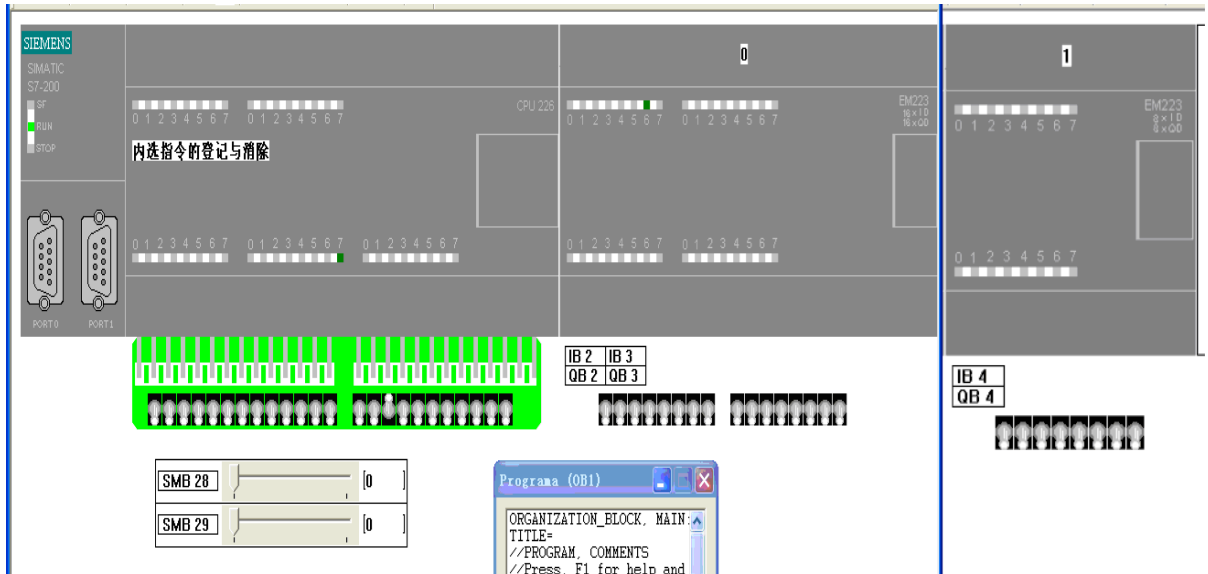 SIEMENS
SIMATIC
S7-200
SF
RUN
STOP
0 1 2 3 4 5 6 7 0 1 2 3 4 5 6 7
CPU 226
内选指令的登记与消除
0 1 2 3 4 5 6 7 0 1 2 3 4 5 6 7 0 1 2 3 4 5 6 7
PORT0 PORT1
0
0 1 2 3 4 5 6 7 0 1 2 3 4 5 6 7
EM223
16×ID
16×QD
0 1 2 3 4 5 6 7 0 1 2 3 4 5 6 7
IB 2 IB 3
QB 2 QB 3
1
0 1 2 3 4 5 6 7
EM223
8×ID
8×QD
0 1 2 3 4 5 6 7
IB 4
QB 4
SMB 28 [0 ]
SMB 29 [0 ]
Programa (OB1)
ORGANIZATION_BLOCK, MAIN:
TITLE=
//PROGRAM, COMMENTS
//Press, F1 for help and